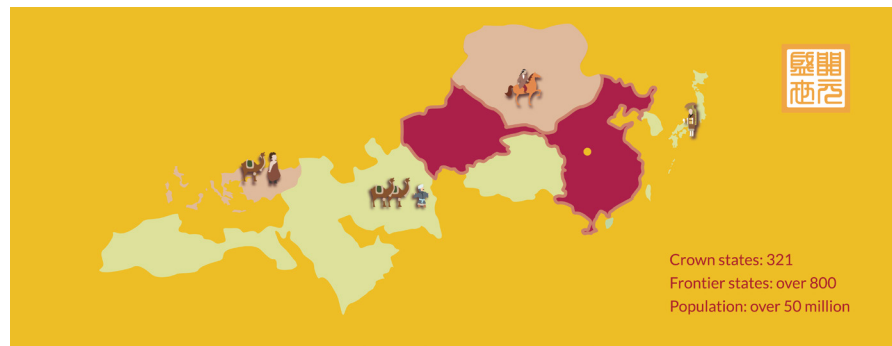 開元
盛世
Crown states: 321
Frontier states: over 800
Population: over 50 million